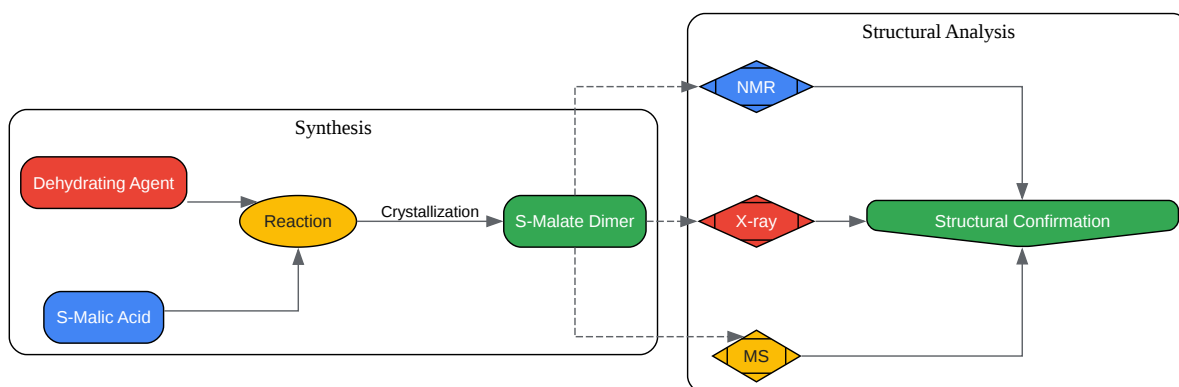 Structural Analysis
NMR
Synthesis
Dehydrating Agent
Reaction
Crystallization
S-Malate Dimer
X-ray
Structural Confirmation
S-Malic Acid
MS